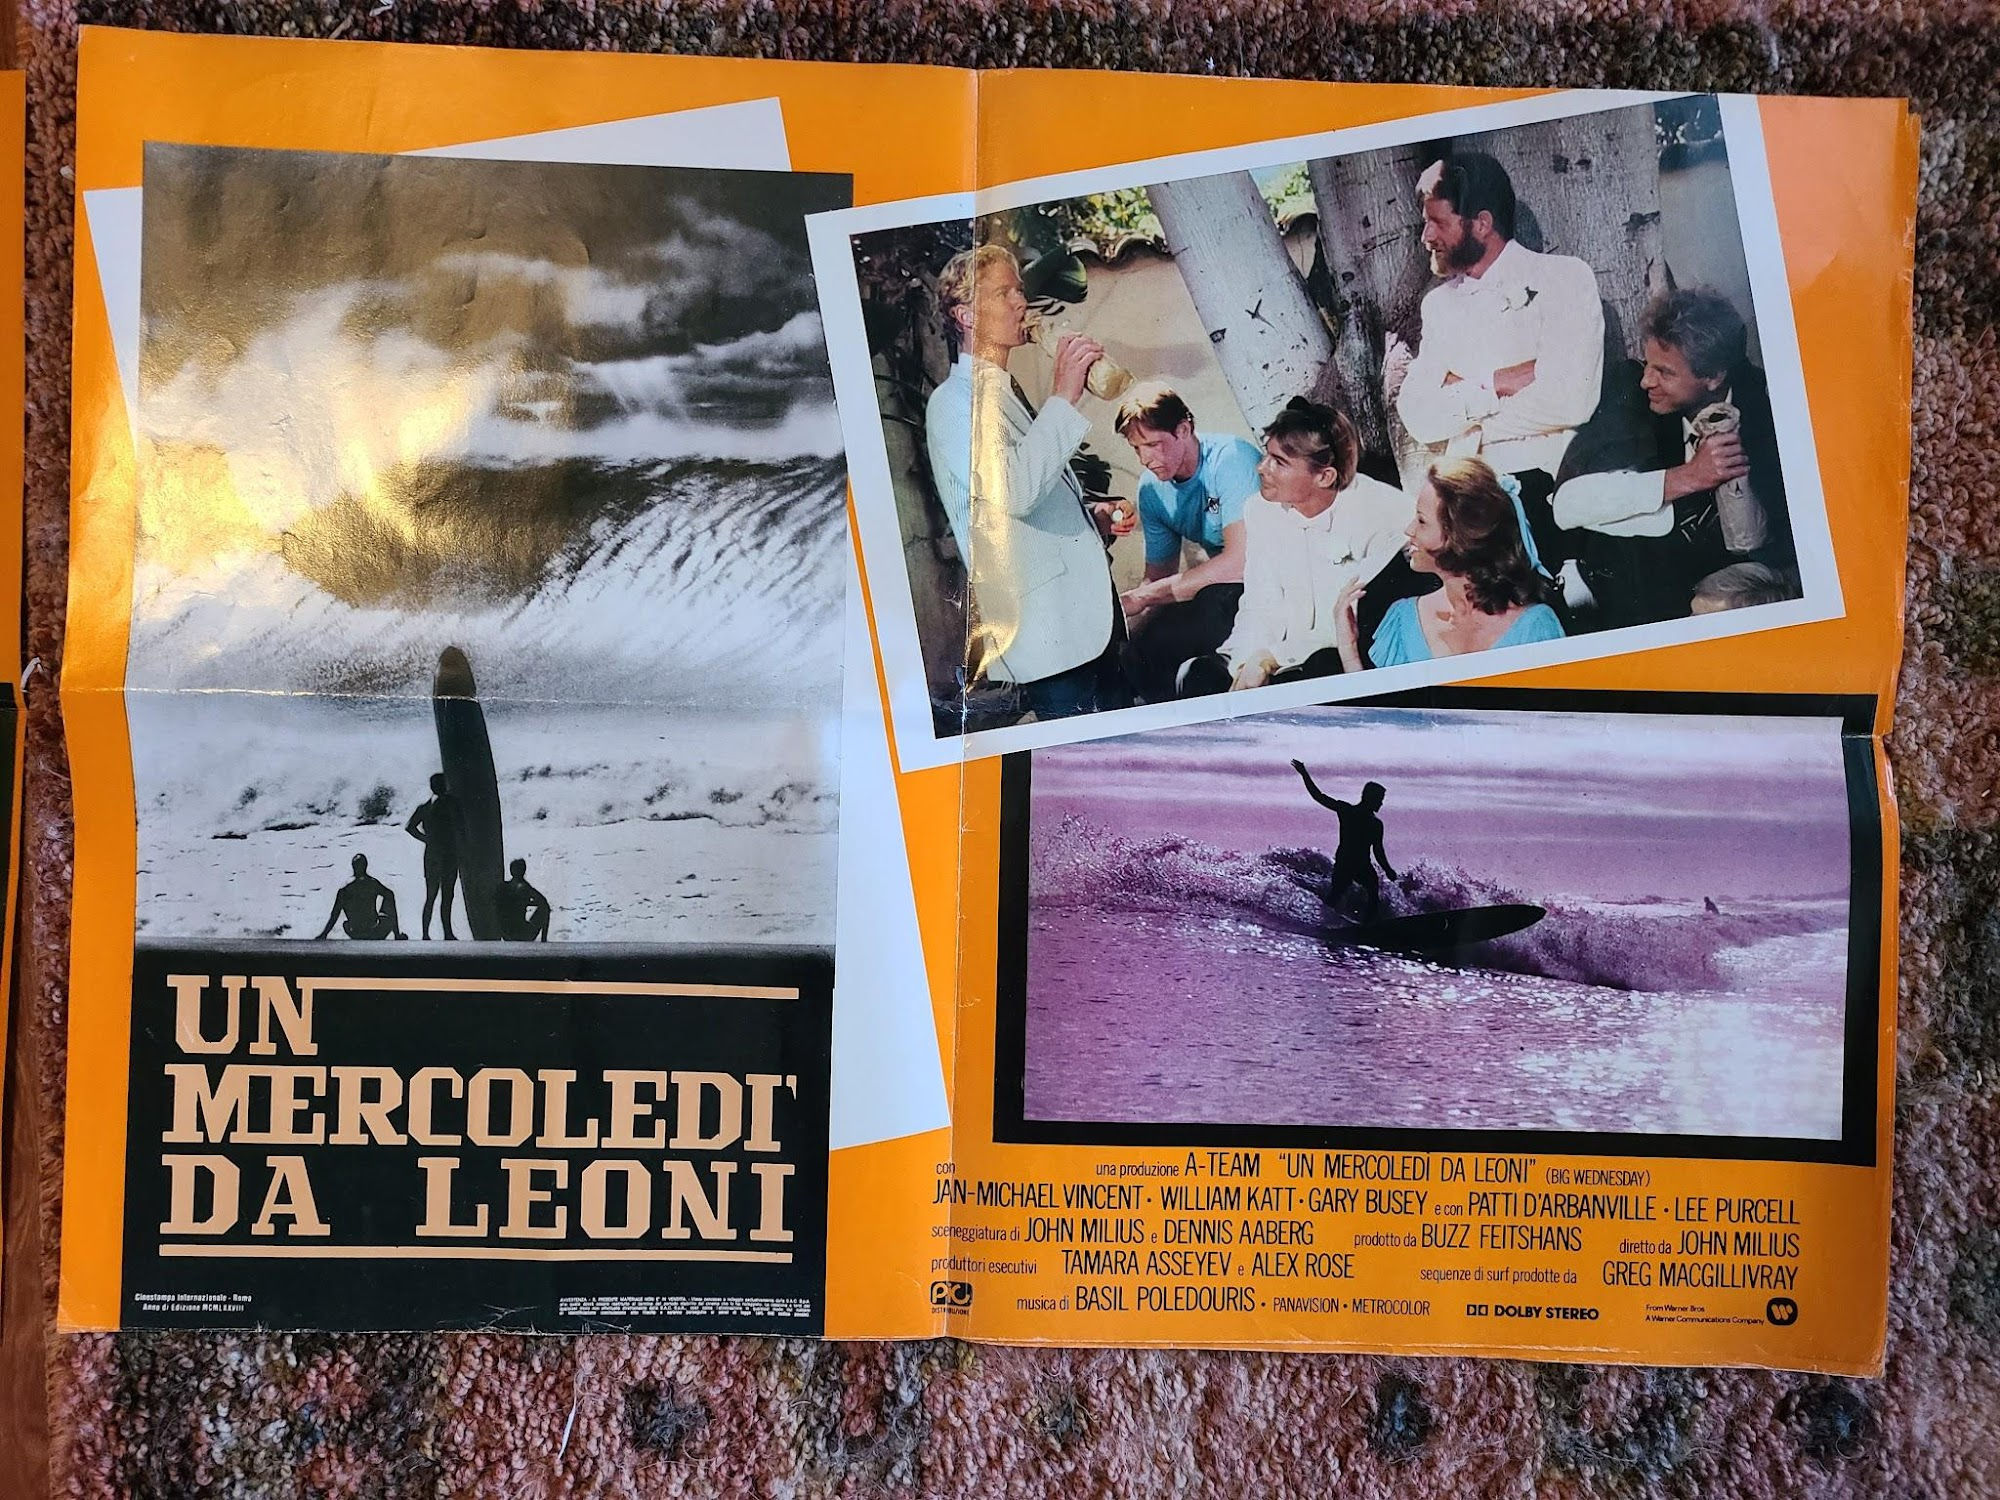 UN
MERCOLEDI'
DA LEONI
Cinestampa Internazionale - Roma
Anno di Edizione MCMLXXVIII
con una produzione A-TEAM "UN MERCOLEDÌ DA LEONI" (BIG WEDNESDAY)
JAN-MICHAEL VINCENT · WILLIAM KATT · GARY BUSEY e con PATTI D'ARBANVILLE · LEE PURCELL
sceneggiatura di JOHN MILIUS e DENNIS AABERG prodotto da BUZZ FEITSHANS diretto da JOHN MILIUS
produttori esecutivi TAMARA ASSEYEV e ALEX ROSE sequenze di surf prodotte da GREG MACGILLIVRAY
PIC DISTRIBUZIONE musica di BASIL POLEDOURIS · PANAVISION · METROCOLOR DOLBY STEREO
From Warner Bros
A Warner Communications Company